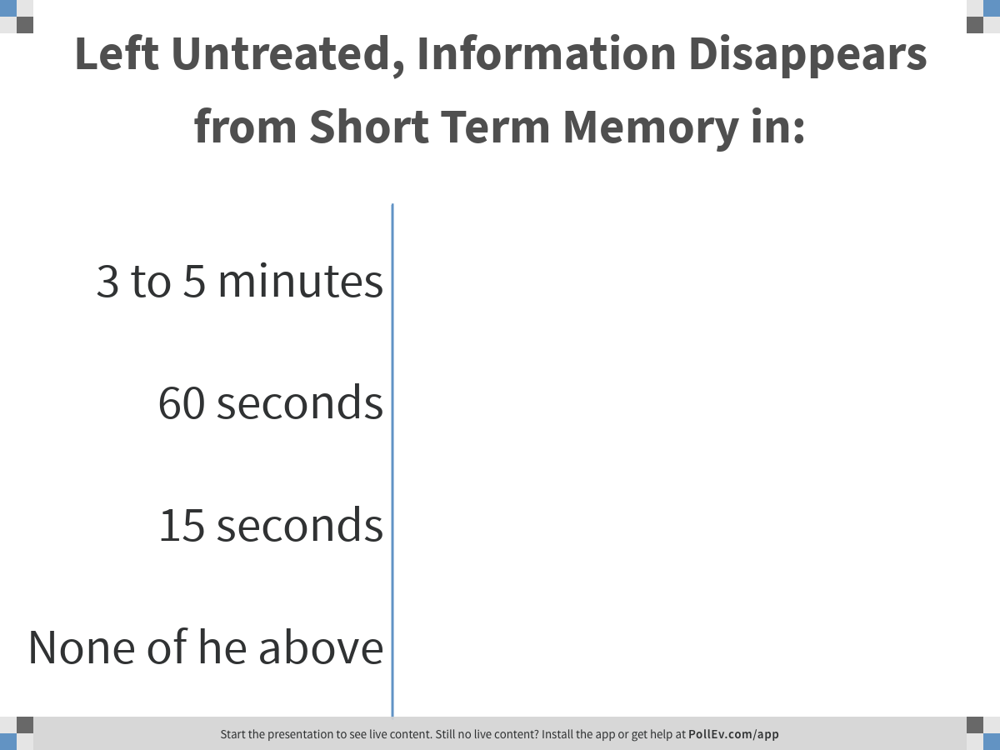 Left Untreated, Information Disappears
from Short Term Memory in:
3 to 5 minutes
60 seconds
15 seconds
None of he above
Start the presentation to see live content. Still no live content? Install the app or get help at PollEv.com/app